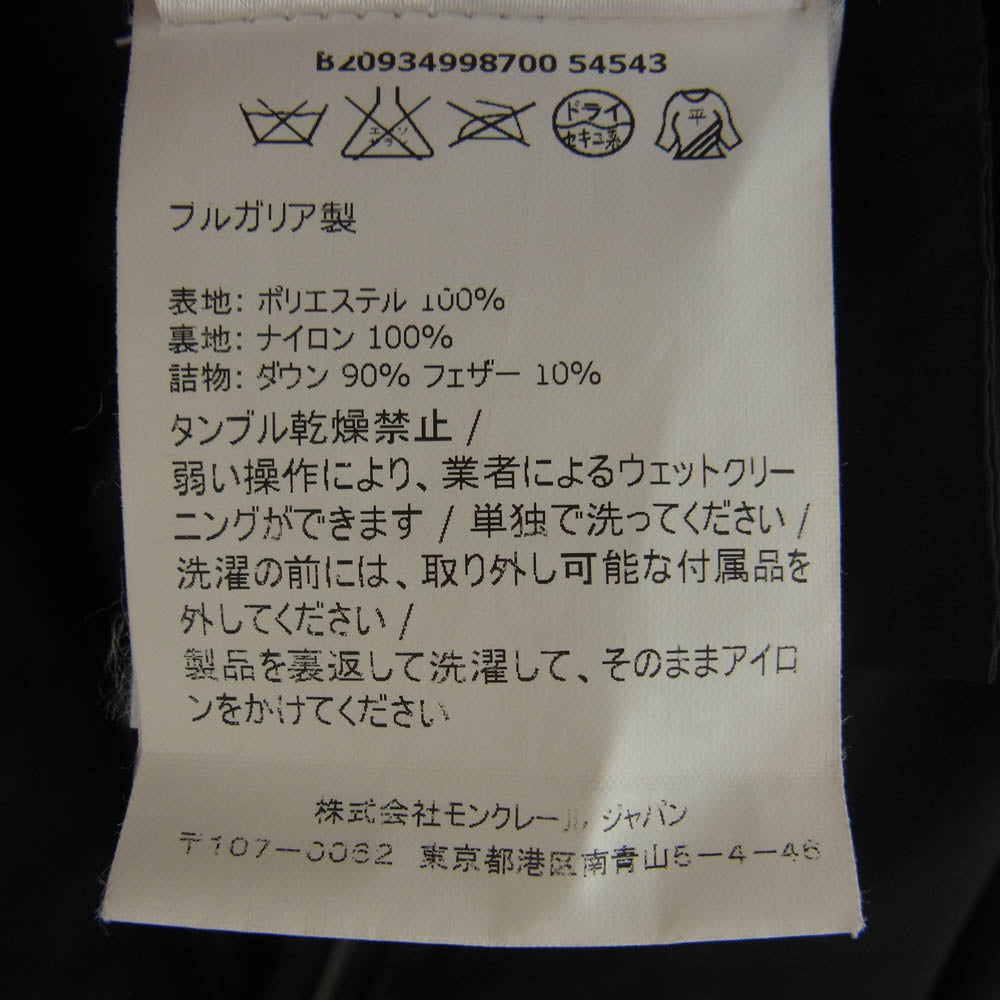 B20934998700 54543
エンソ サラ ドライ セキユ系 平
ブルガリア製
表地: ポリエステル 100%
裏地: ナイロン 100%
詰物: ダウン 90% フェザー 10%
タンブル乾燥禁止 /
弱い操作により、業者によるウェットクリー
ニングができます / 単独で洗ってください /
洗濯の前には、取り外し可能な付属品を
外してください /
製品を裏返して洗濯して、そのままアイロ
ンをかけてください
株式会社モンクレール ジャパン
〒107-0062 東京都港区南青山5-4-46